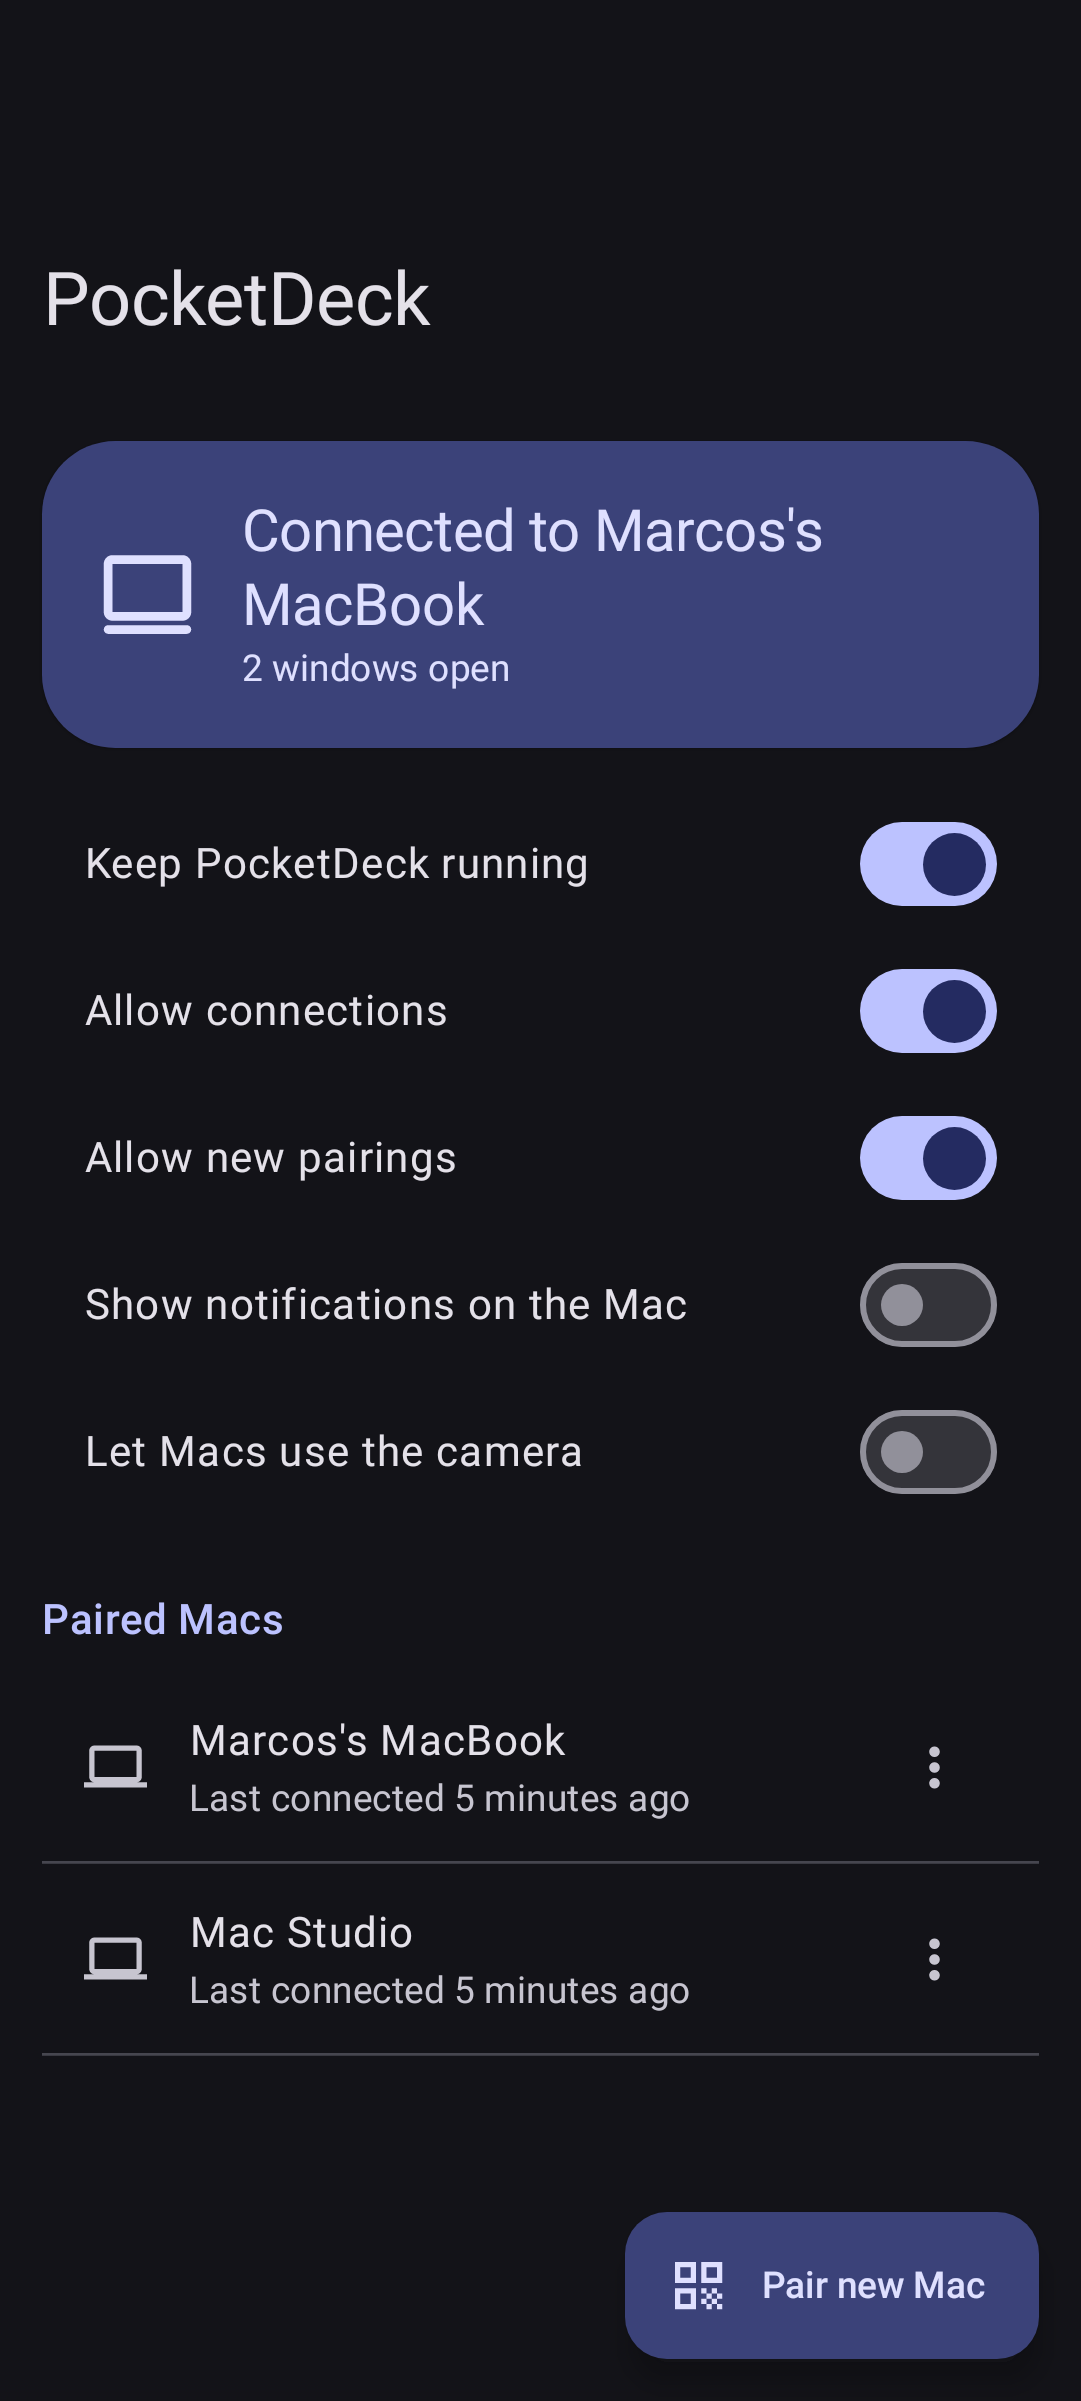 PocketDeck
Connected to Marcos's
MacBook
2 windows open
Keep PocketDeck running
Allow connections
Allow new pairings
Show notifications on the Mac
Let Macs use the camera
Paired Macs
Marcos's MacBook
Last connected 5 minutes ago
Mac Studio
Last connected 5 minutes ago
Pair new Mac